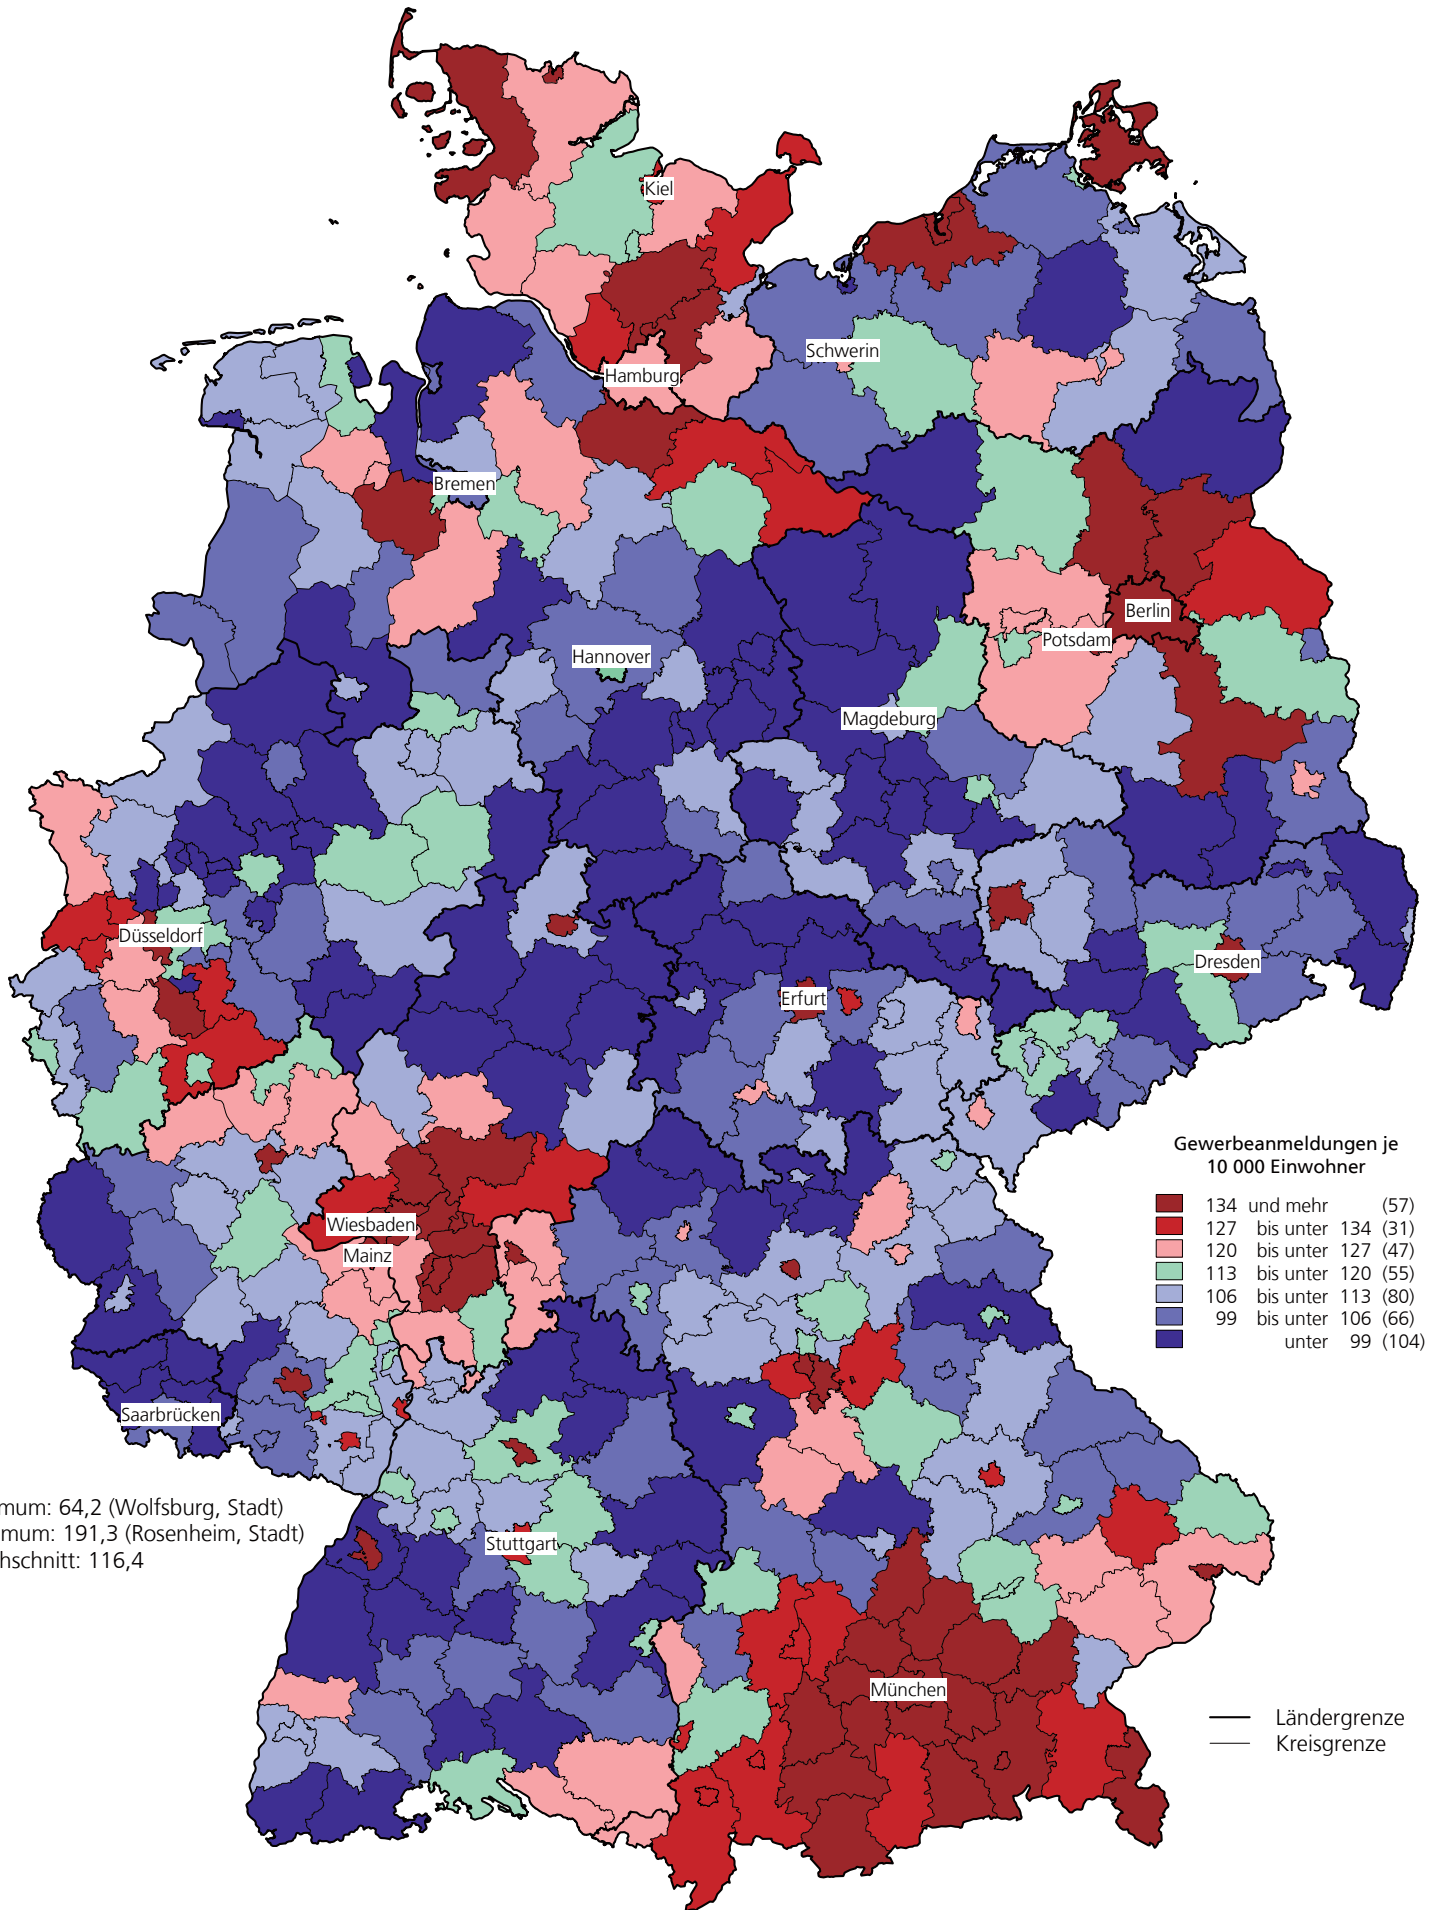 Kiel
Schwerin
Hamburg
Bremen
Berlin
Potsdam
Hannover
Magdeburg
Düsseldorf
Dresden
Erfurt
Wiesbaden
Mainz
Saarbrücken
Stuttgart
München
Gewerbeanmeldungen je
10 000 Einwohner
134 und mehr (57)
127 bis unter 134 (31)
120 bis unter 127 (47)
113 bis unter 120 (55)
106 bis unter 113 (80)
99 bis unter 106 (66)
unter 99 (104)
mum: 64,2 (Wolfsburg, Stadt)
mum: 191,3 (Rosenheim, Stadt)
hschnitt: 116,4
Ländergrenze
Kreisgrenze